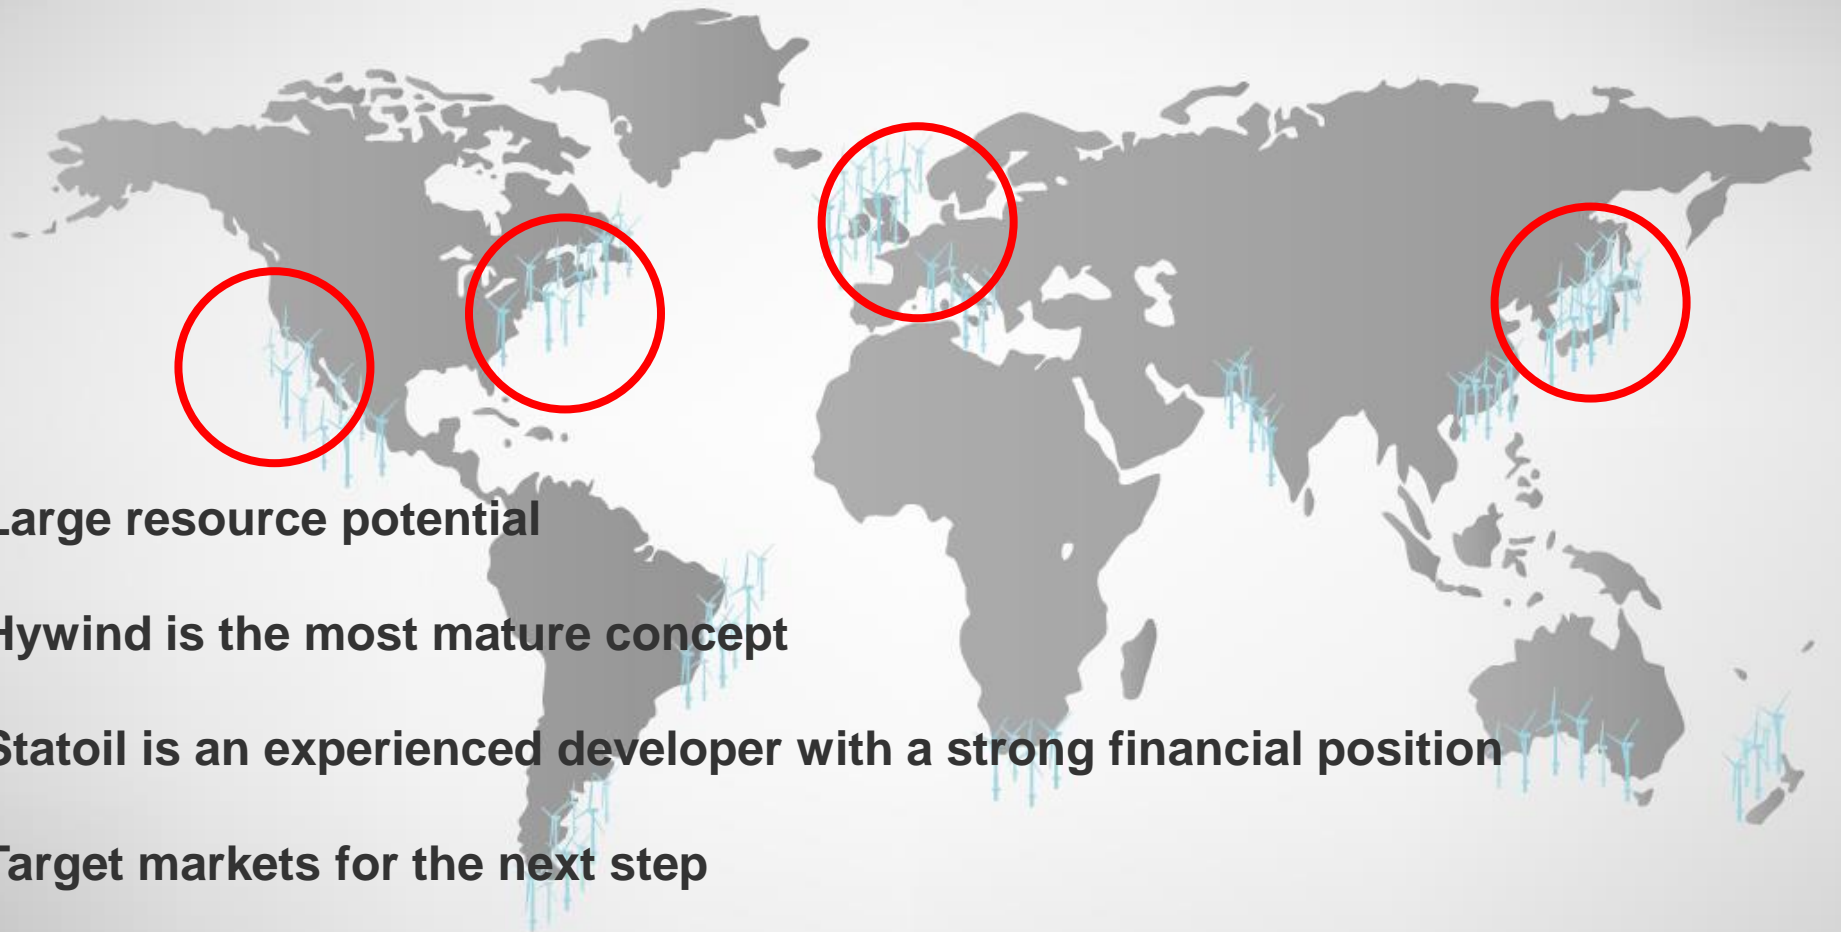 Large resource potential
Hywind is the most mature concept
Statoil is an experienced developer with a strong financial position
Target markets for the next step